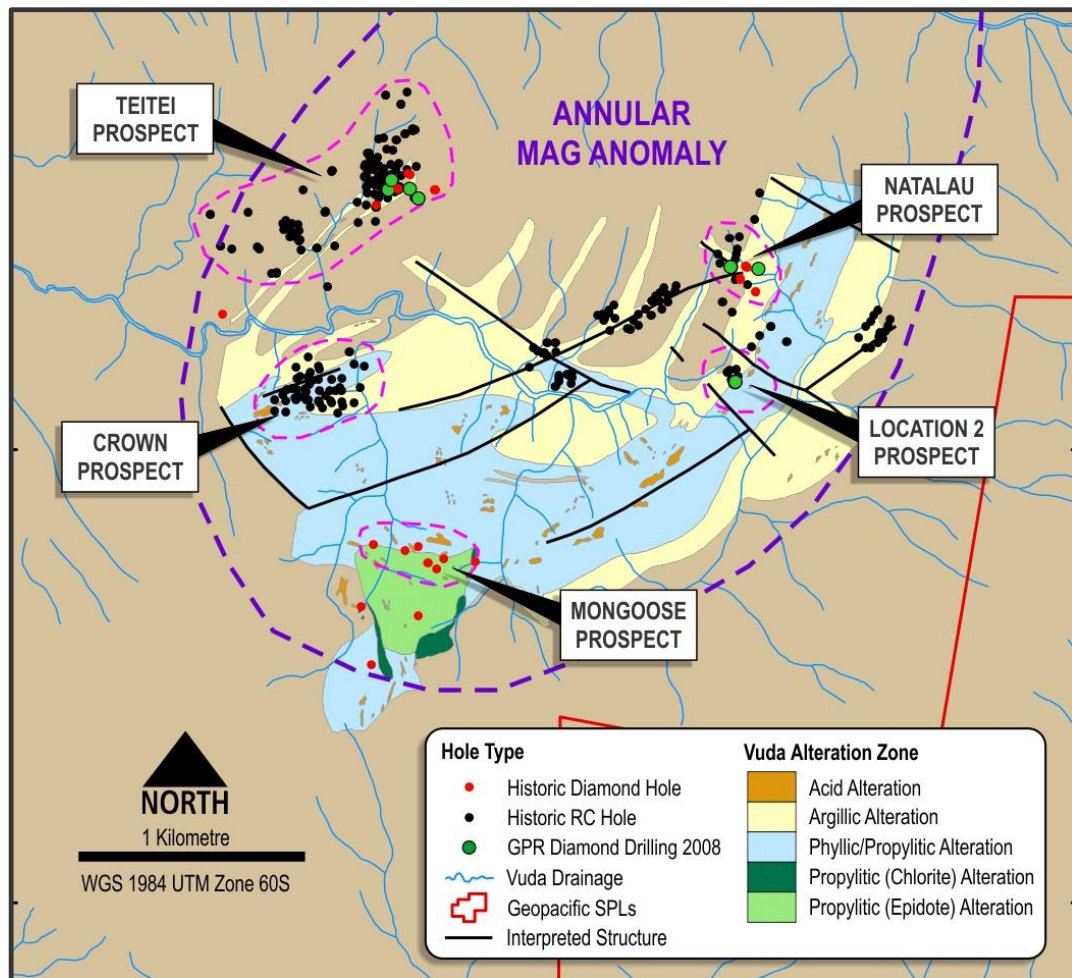 TEITEI
PROSPECT
ANNULAR
MAG ANOMALY
NATALAU
PROSPECT
CROWN
PROSPECT
LOCATION 2
PROSPECT
MONGOOSE
PROSPECT
NORTH
1 Kilometre
WGS 1984 UTM Zone 60S
Hole Type
Historic Diamond Hole
Historic RC Hole
GPR Diamond Drilling 2008
Vuda Drainage
Geopacific SPLs
Interpreted Structure
Vuda Alteration Zone
Acid Alteration
Argillic Alteration
Phyllic/Propylitic Alteration
Propylitic (Chlorite) Alteration
Propylitic (Epidote) Alteration